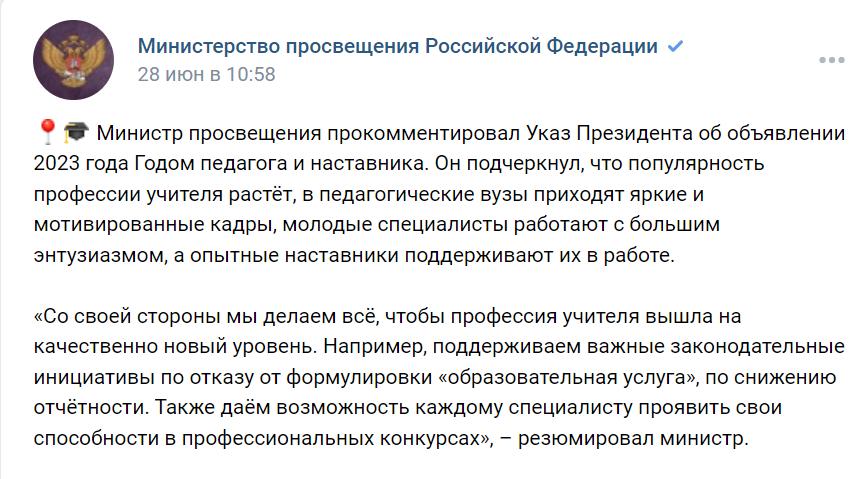 Министерство просвещения Российской Федерации
28 июн в 10:58
Министр просвещения прокомментировал Указ Президента об объявлении
2023 года Годом педагога и наставника. Он подчеркнул, что популярность
профессии учителя растёт, в педагогические вузы приходят яркие и
мотивированные кадры, молодые специалисты работают с большим
энтузиазмом, а опытные наставники поддерживают их в работе.
«Со своей стороны мы делаем всё, чтобы профессия учителя вышла на
качественно новый уровень. Например, поддерживаем важные законодательные
инициативы по отказу от формулировки «образовательная услуга», по снижению
отчётности. Также даём возможность каждому специалисту проявить свои
способности в профессиональных конкурсах», – резюмировал министр.